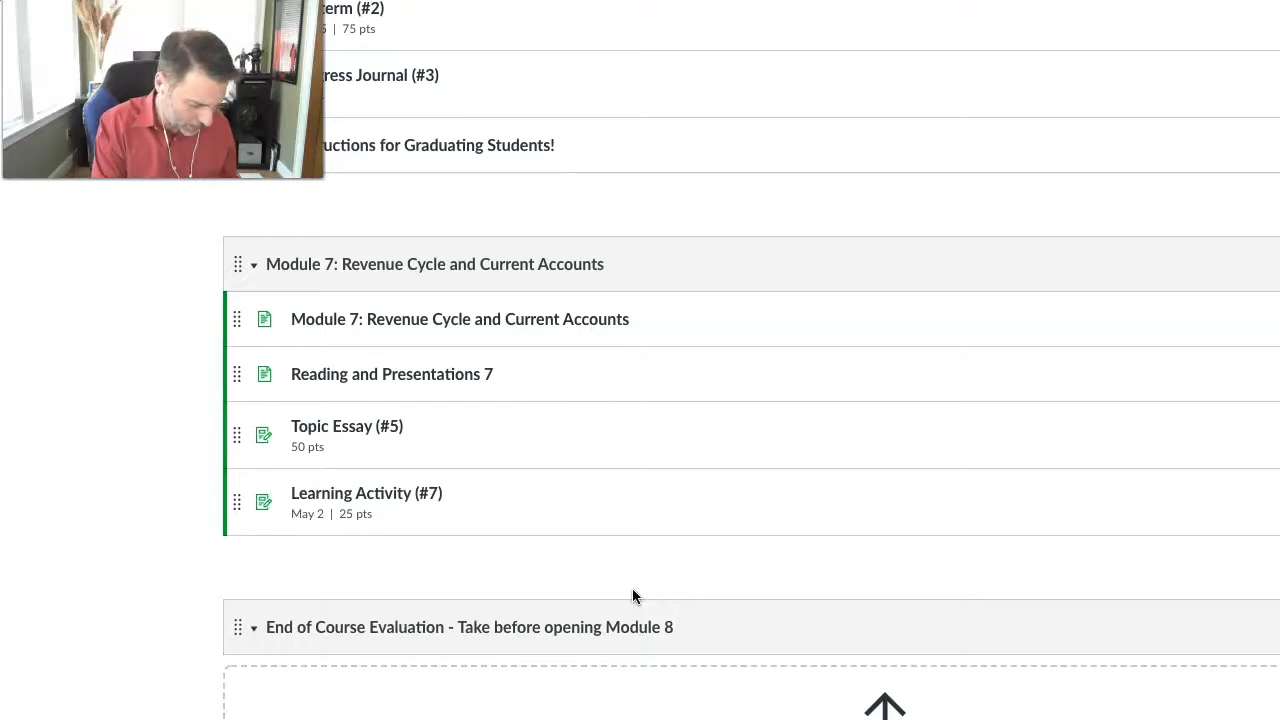 term (#2)
5 | 75 pts
ress Journal (#3)
uctions for Graduating Students!
Module 7: Revenue Cycle and Current Accounts
Module 7: Revenue Cycle and Current Accounts
Reading and Presentations 7
Topic Essay (#5)
50 pts
Learning Activity (#7)
May 2 | 25 pts
End of Course Evaluation - Take before opening Module 8